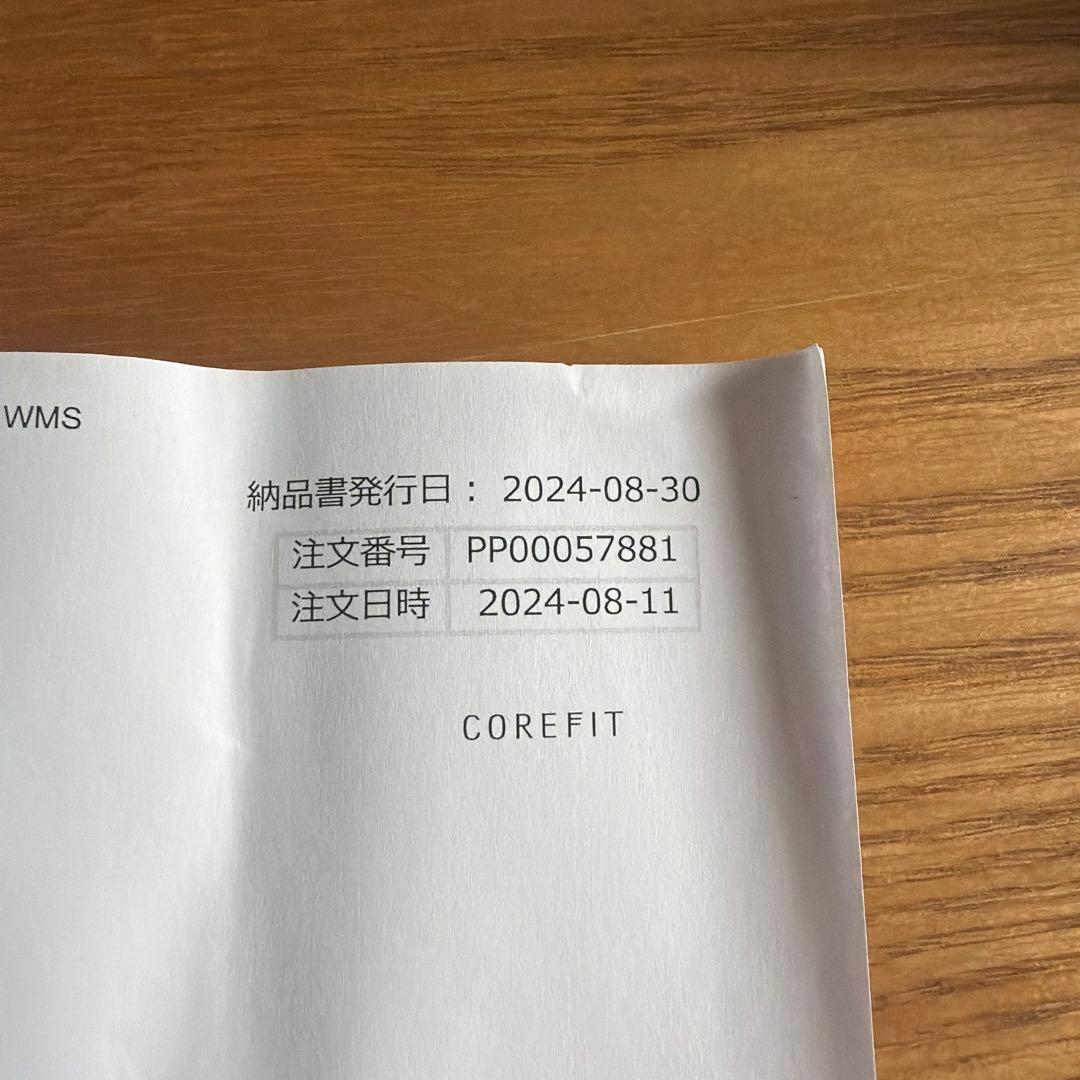 WMS
納品書発行日： 2024-08-30
注文番号 PP00057881
注文日時 2024-08-11
COREFIT